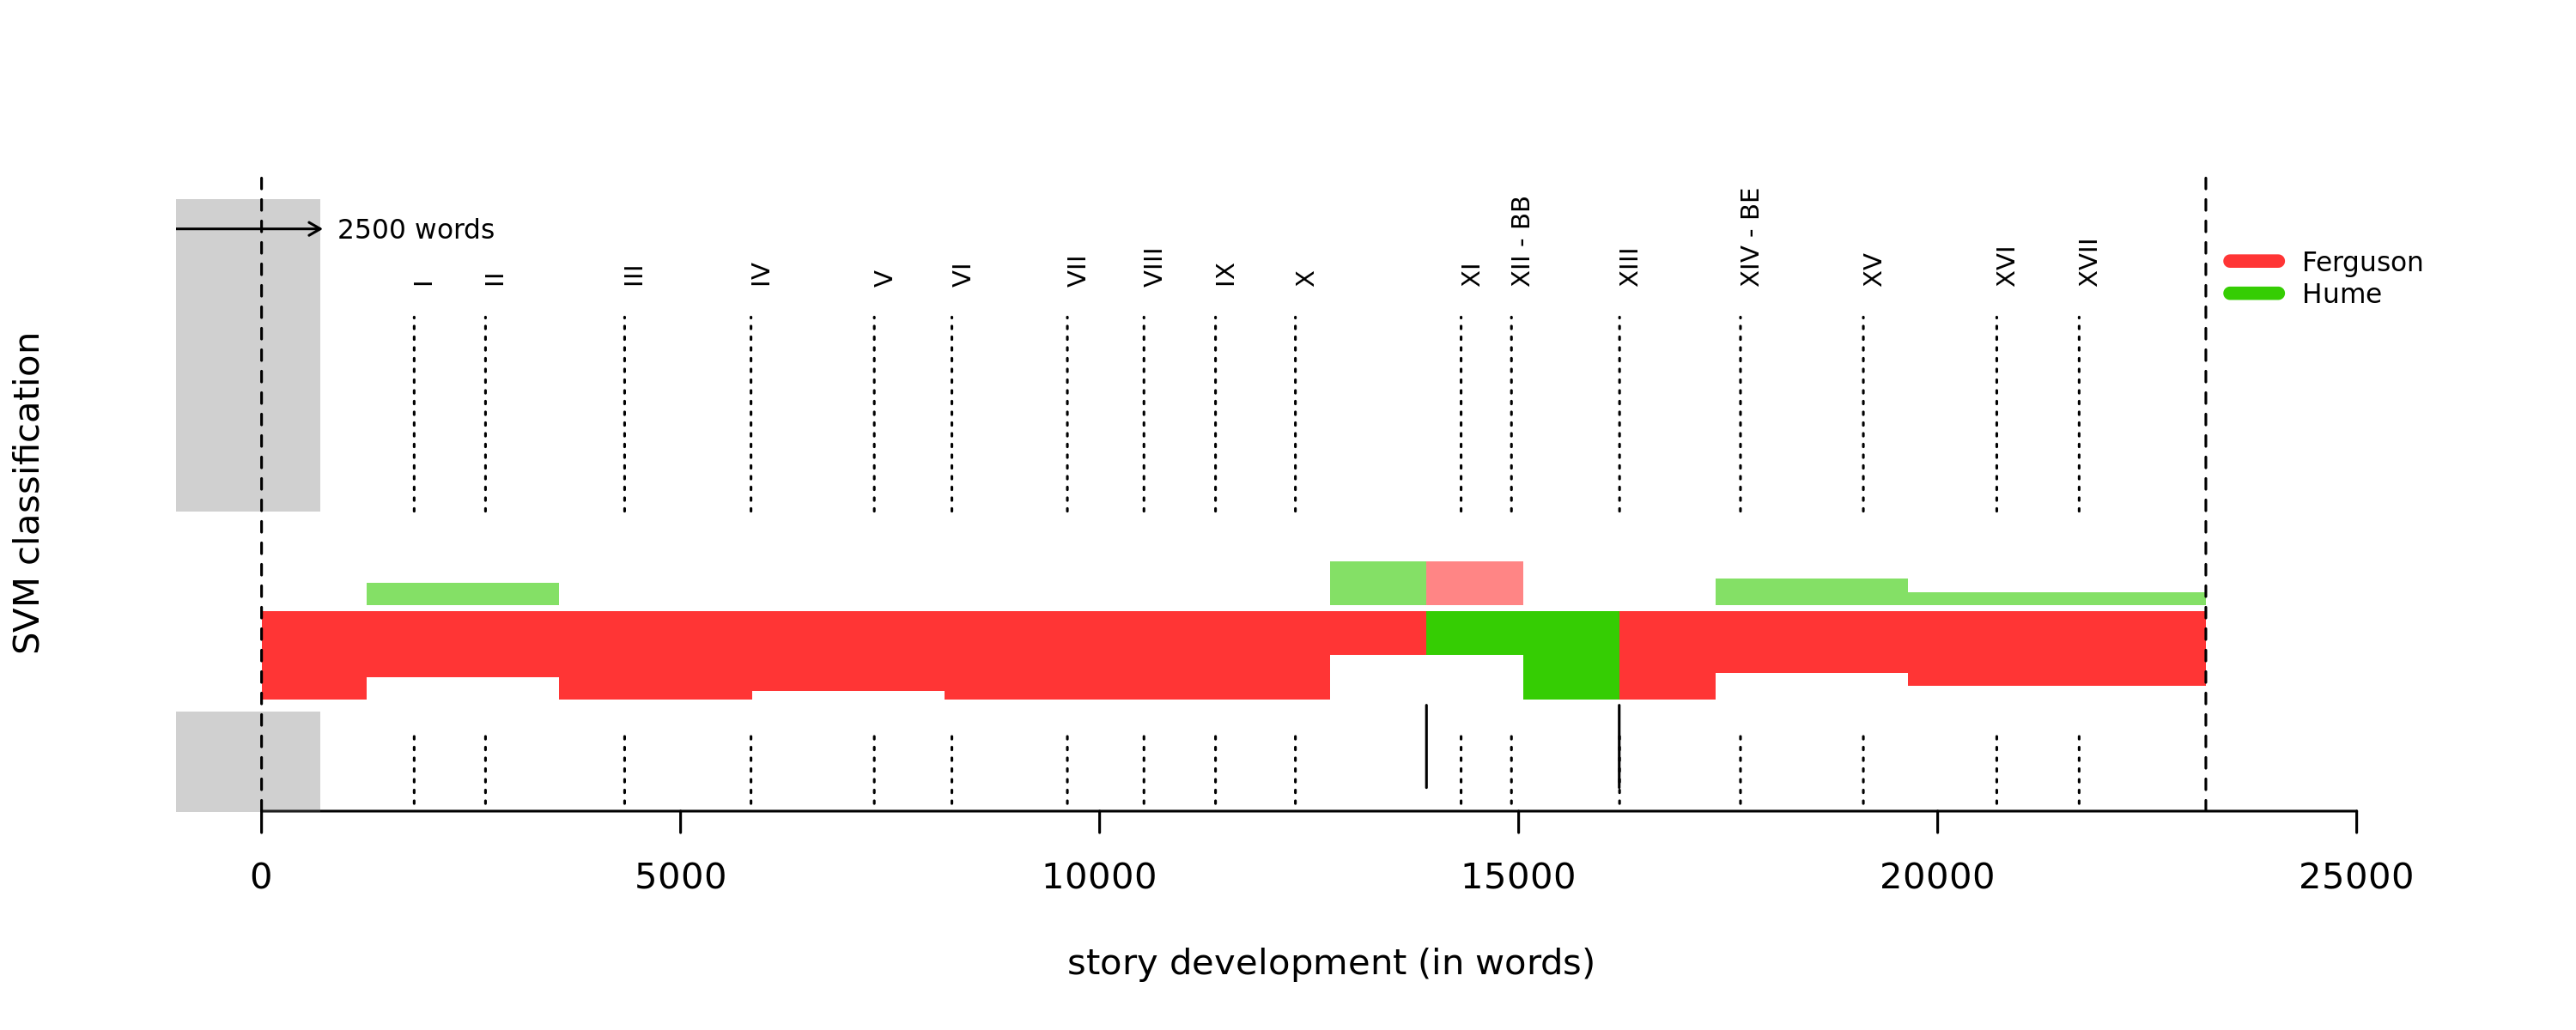 2500 words
I
II
III
IV
V
VI
VII
VIII
IX
X
XI
XII - BB
XIII
XIV - BE
XV
XVI
XVII
Ferguson
Hume
SVM classification
0
5000
10000
15000
20000
25000
story development (in words)